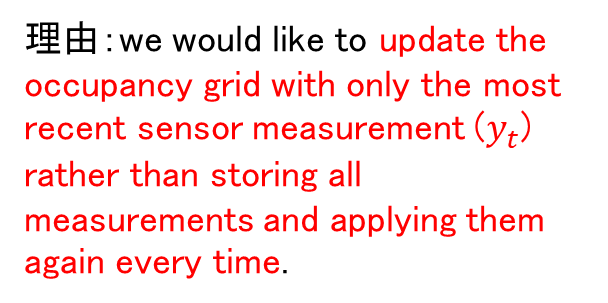 理由：we would like to update the
occupancy grid with only the most
recent sensor measurement（y_t）
rather than storing all
measurements and applying them
again every time.